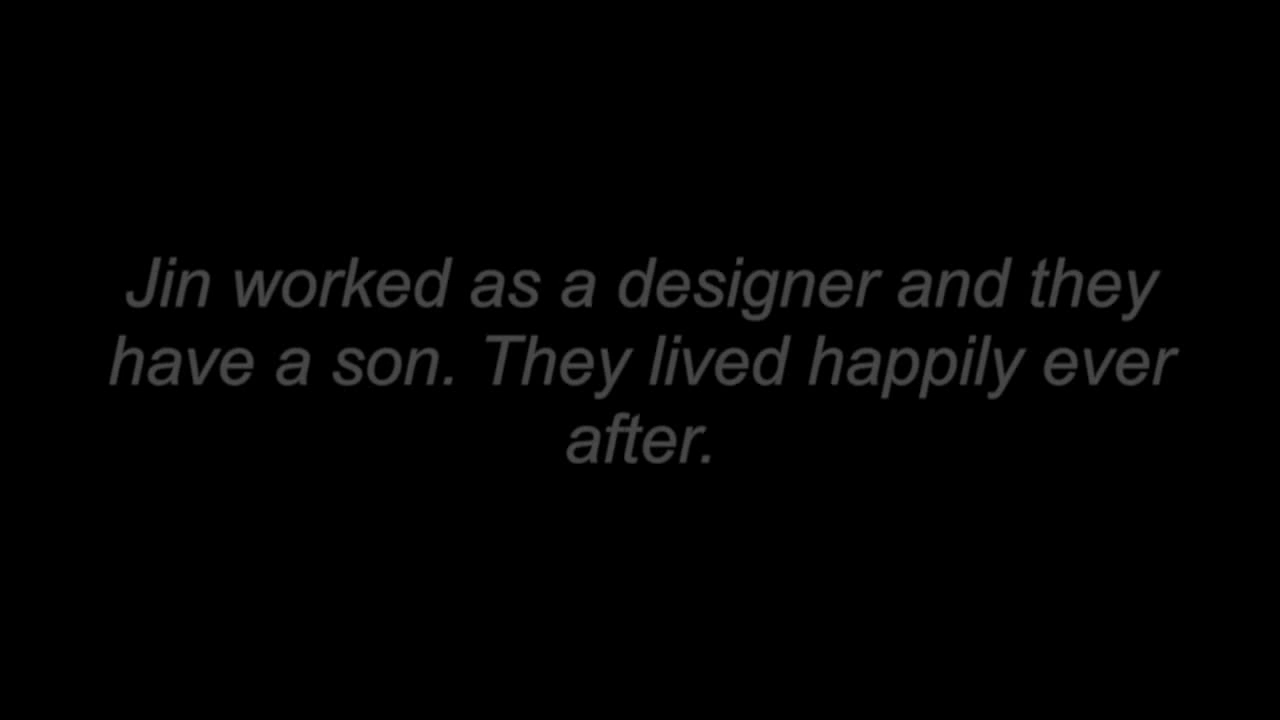 Jin worked as a designer and they
have a son. They lived happily ever
after.